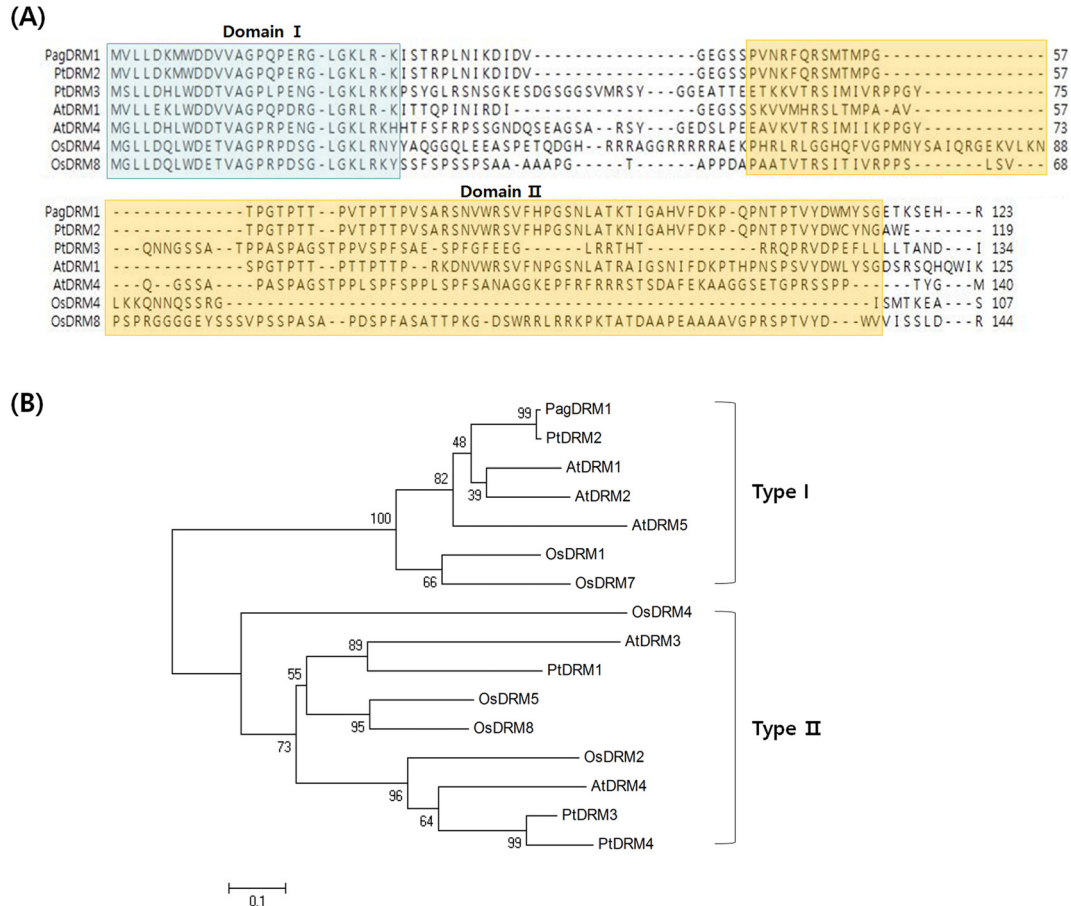 (A)
Domain Ⅰ
PagDRM1 MVLLDKMWDDVVAGPQPERG-LGKLR-KISTRPLNIKDIDV----------------GEGSSPVNRFQRSMTMPG---------------- 57
PtDRM2 MVLLDKMWDDVVAGPQPERG-LGKLR-KISTRPLNIKDIDV----------------GEGSSPVNKFQRSMTMPG---------------- 57
PtDRM3 MSLLDHLWDDTVAGPLPENG-LGKLRKKPSYGLRSNSGKESDGSGGSVMRSY--GGEATTEETKKVTRSIMIVRPPGY------------ 75
AtDRM1 MVLLEKLWDDVVAGPQPDRG-LGRLR-KITTQPINIRDI------------------GEGSSSKVVMHRSLTMPA-AV------------- 57
AtDRM4 MGLLDHLWDDTVAGPRPENG-LGKLRKHHTFSFRPSSGNDQSEAGSA--RSY--GEDSLPEEAVKVTRSIMIIKPPGY------------ 73
OsDRM4 MGLLDQLWDETVAGPRPDSG-LGKLRNYYAQGGQLEEASPETQDGH--RRRAGGRRRRRAEKPHRLRLGGHQFVGPMNYSAIQRGEKVLKN 88
OsDRM8 MGLLDQLWDETVAGPRPDSG-LGKLRKYSSFSPSSPSAA-AAAPG-----T-----APPDAPAATVTRSITIVRPPS------LSV---- 68
Domain Ⅱ
PagDRM1 -------------TPGTPTT--PVTPTTPVSARSNVWRSVFHPGSNLATKTIGAHVFDKP-QPNTPTVYDWMYSGETKSEH---R 123
PtDRM2 -------------TPGTPTT--PVTPTTPVSARSNVWRSVFHPGSNLATKNIGAHVFDKP-QPNTPTVYDWCYNGAWE------- 119
PtDRM3 ---QNNGSSA-TPPASPAGSTPPVSPFSAE-SPFGFEEG------LRRTHT----------RRQPRVDPEFLLLLTAND---I 134
AtDRM1 -------------SPGTPTT--PTTPTTP--RKDNVWRSVFNPGSNLATRAIGSNIFDKPTHPNSPSVYDWLYSGDSRSQHQWIK 125
AtDRM4 ---Q--GSSA---PASPAGSTPPLSPFSPPLSPFSANAGGKEPFRFRRRSTSDAFEKAAGGSETGPRSSPP-----TYG---M 140
OsDRM4 LKKQNNQSSRG--------------------------------------------------------------ISMTKEA---S 107
OsDRM8 PSPRGGGGEYSSSVPSSPASA--PDSPFASATTPKG-DSWRRLRRKPKTATDAAPEAAAAVGPRSPTVYD---WVVISSLD---R 144
(B)
PagDRM1
99
PtDRM2
48
AtDRM1
82
39
AtDRM2
Type Ⅰ
AtDRM5
100
OsDRM1
66
OsDRM7
OsDRM4
AtDRM3
89
PtDRM1
55
OsDRM5
95
OsDRM8
Type Ⅱ
73
OsDRM2
96
AtDRM4
64
PtDRM3
99
PtDRM4
0.1